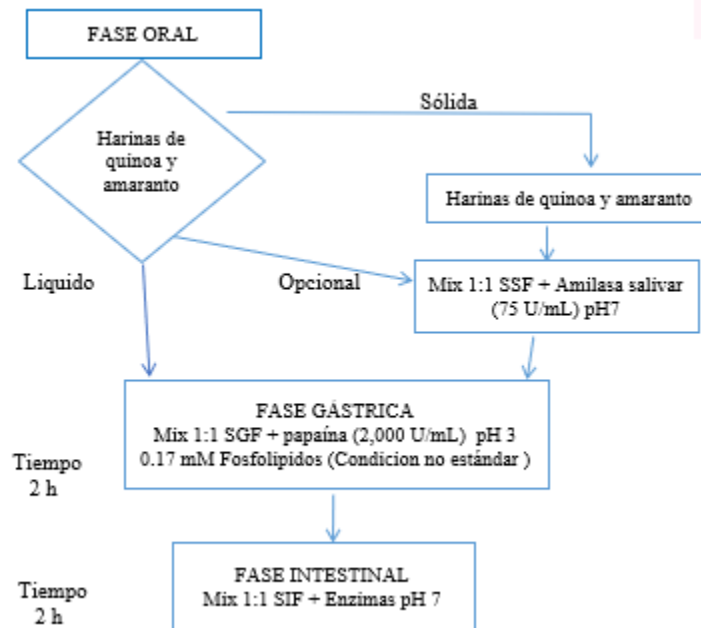 FASE ORAL
Sólida
Harinas de
quinoa y
amaranto
Harinas de quinoa y amaranto
Liquido
Opcional
Mix 1:1 SSF + Amilasa salivar
(75 U/mL) pH7
FASE GÁSTRICA
Mix 1:1 SGF + papaína (2,000 U/mL) pH 3
0.17 mM Fosfolipidos (Condicion no estándar )
Tiempo
2 h
FASE INTESTINAL
Mix 1:1 SIF + Enzimas pH 7
Tiempo
2 h